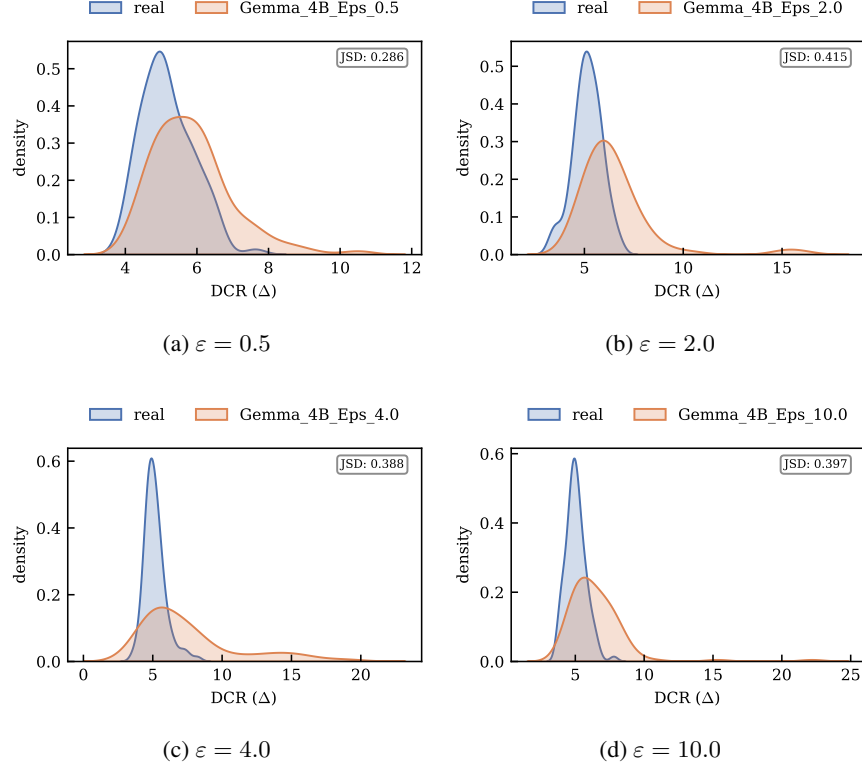 real Gemma_4B_Eps_0.5
JSD: 0.286
density
0.5
0.4
0.3
0.2
0.1
0.0
4 6 8 10 12
DCR (Δ)
(a) ε = 0.5
real Gemma_4B_Eps_2.0
JSD: 0.415
density
0.5
0.4
0.3
0.2
0.1
0.0
5 10 15
DCR (Δ)
(b) ε = 2.0
real Gemma_4B_Eps_4.0
JSD: 0.388
density
0.6
0.4
0.2
0.0
0 5 10 15 20
DCR (Δ)
(c) ε = 4.0
real Gemma_4B_Eps_10.0
JSD: 0.397
density
0.6
0.4
0.2
0.0
5 10 15 20 25
DCR (Δ)
(d) ε = 10.0